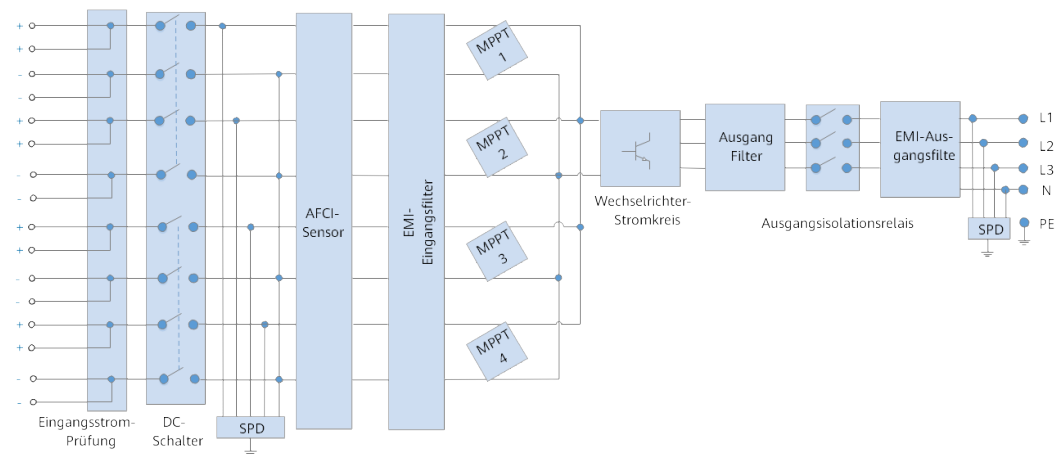 +
+
-
-
+
+
-
-
+
+
-
-
+
+
-
-
Eingangsstrom-
Prüfung
DC-
Schalter
SPD
AFCI-
Sensor
EMI-
Eingangsfilter
MPPT
1
MPPT
2
MPPT
3
MPPT
4
Wechselrichter-
Stromkreis
Ausgang
Filter
Ausgangsisolationsrelais
EMI-Aus-
gangsfilte
SPD
L1
L2
L3
N
PE